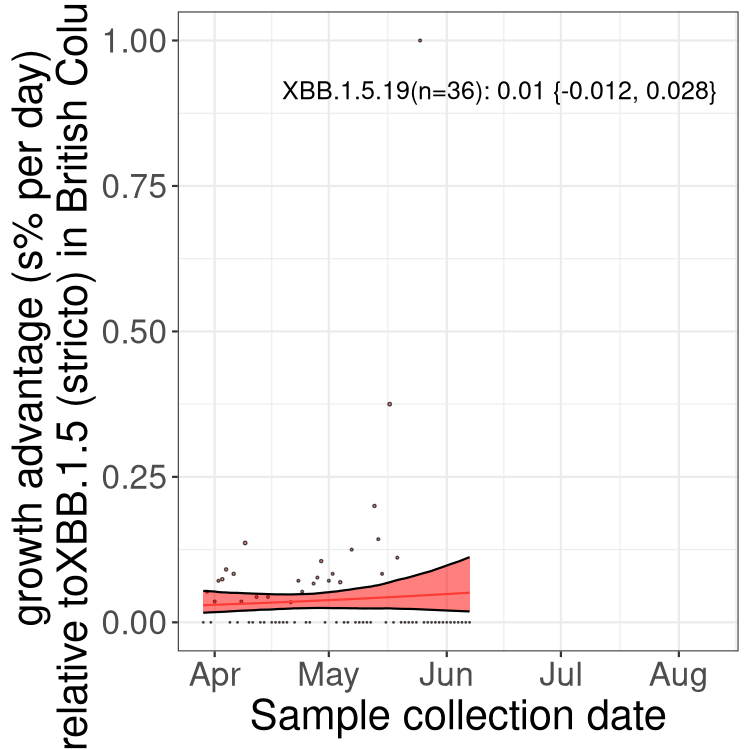 growth advantage (s% per day)
relative toXBB.1.5 (stricto) in British Colu
1.00
0.75
0.50
0.25
0.00
XBB.1.5.19(n=36): 0.01 {-0.012, 0.028}
Apr May Jun Jul Aug
Sample collection date